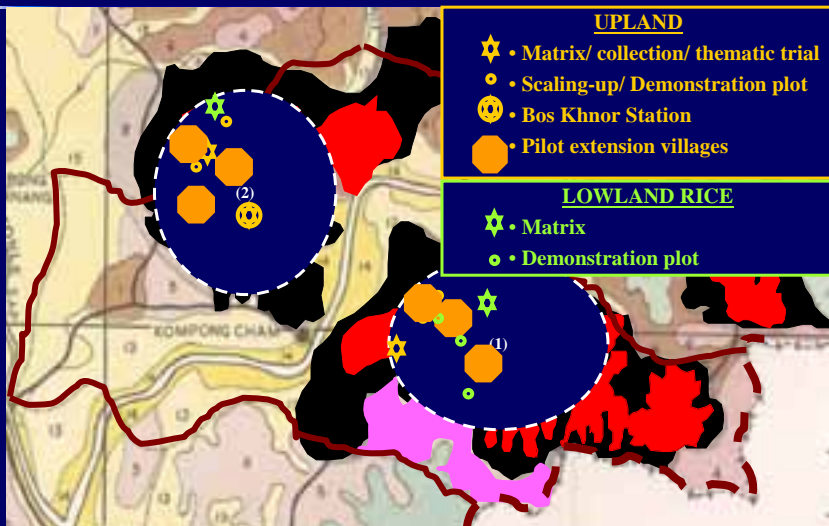 UPLAND
• Matrix/ collection/ thematic trial
• Scaling-up/ Demonstration plot
• Bos Khnor Station
• Pilot extension villages
LOWLAND RICE
• Matrix
• Demonstration plot
(2)
(1)
KOMPONG CHAM